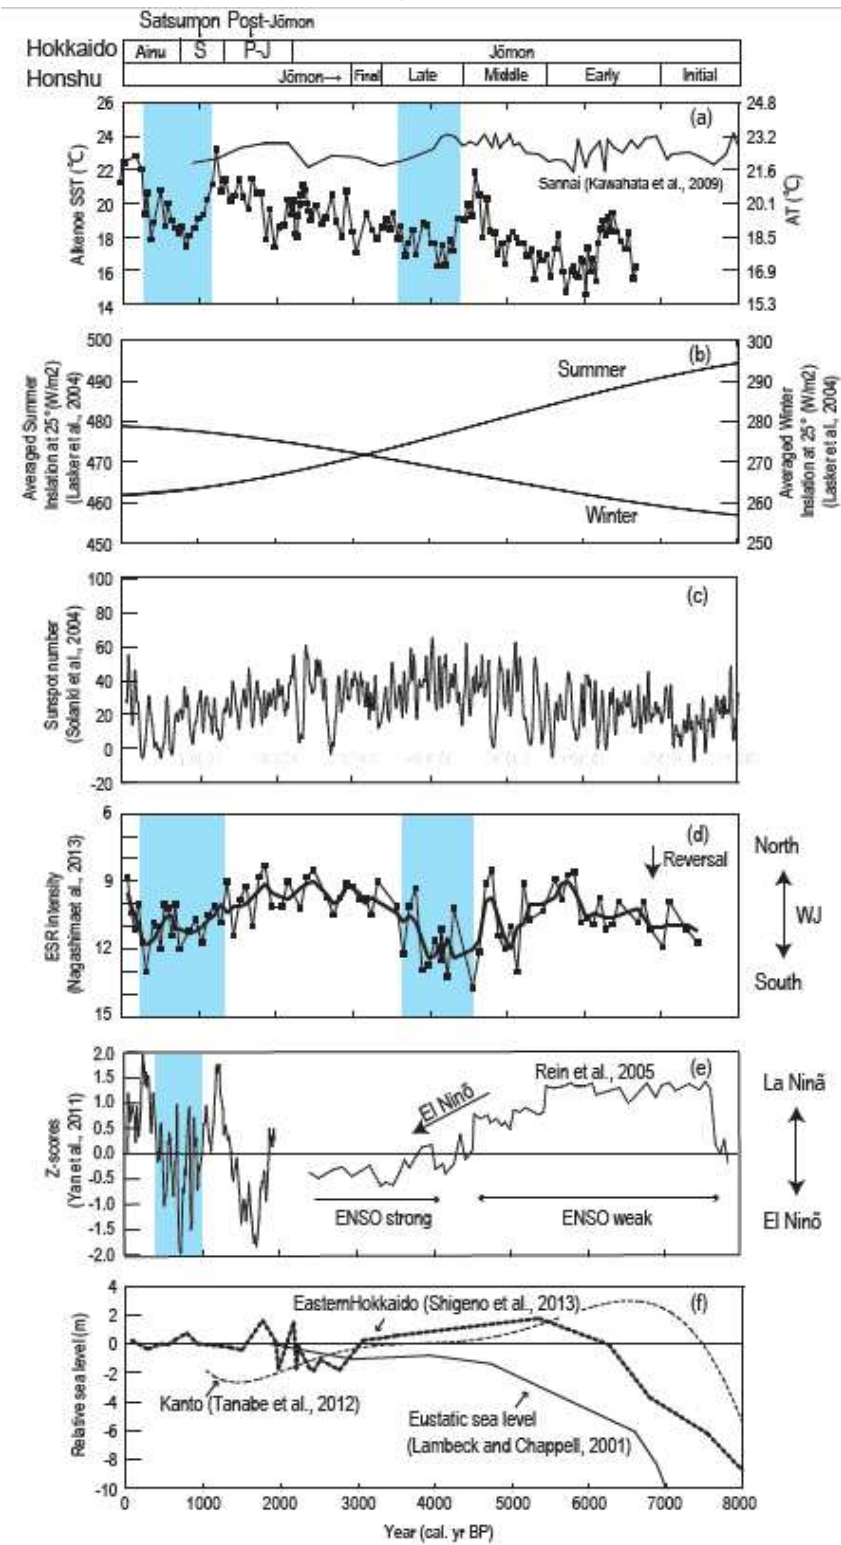 Satsumon Post-Jōmon
Hokkaido Ainu S P-J Jōmon
Honshu Jōmon→ Final Late Middle Early Initial
(a)
Alkenoe SST (℃)
26
24
22
20
18
16
14
24.8
23.2
21.6
20.1
18.5
16.9
15.3
AT (℃)
Sannai (Kawahata et al., 2009)
(b)
Averaged Summer
Inslation at 25° (W/m2)
(Lasker et al., 2004)
500
490
480
470
460
450
Summer
Winter
300
290
280
270
260
250
Averaged Winter
Inslation at 25° (W/m2)
(Lasker et al., 2004)
(c)
Sunspot number
(Solanki et al., 2004)
100
80
60
40
20
0
-20
(d)
ESR intensity
(Nagashimaet al., 2013)
6
9
12
15
Reversal
North
WJ
South
(e)
Z-scores
(Yan et al., 2011)
2.0
1.5
1.0
0.5
0.0
-0.5
-1.0
-1.5
-2.0
Rein et al., 2005
El Ninõ
ENSO strong
ENSO weak
La Ninã
El Ninõ
(f)
Relative sea level (m)
4
2
0
-2
-4
-6
-8
-10
EasternHokkaido (Shigeno et al., 2013)
Kanto (Tanabe et al., 2012)
Eustatic sea level
(Lambeck and Chappell, 2001)
0 1000 2000 3000 4000 5000 6000 7000 8000
Year (cal. yr BP)